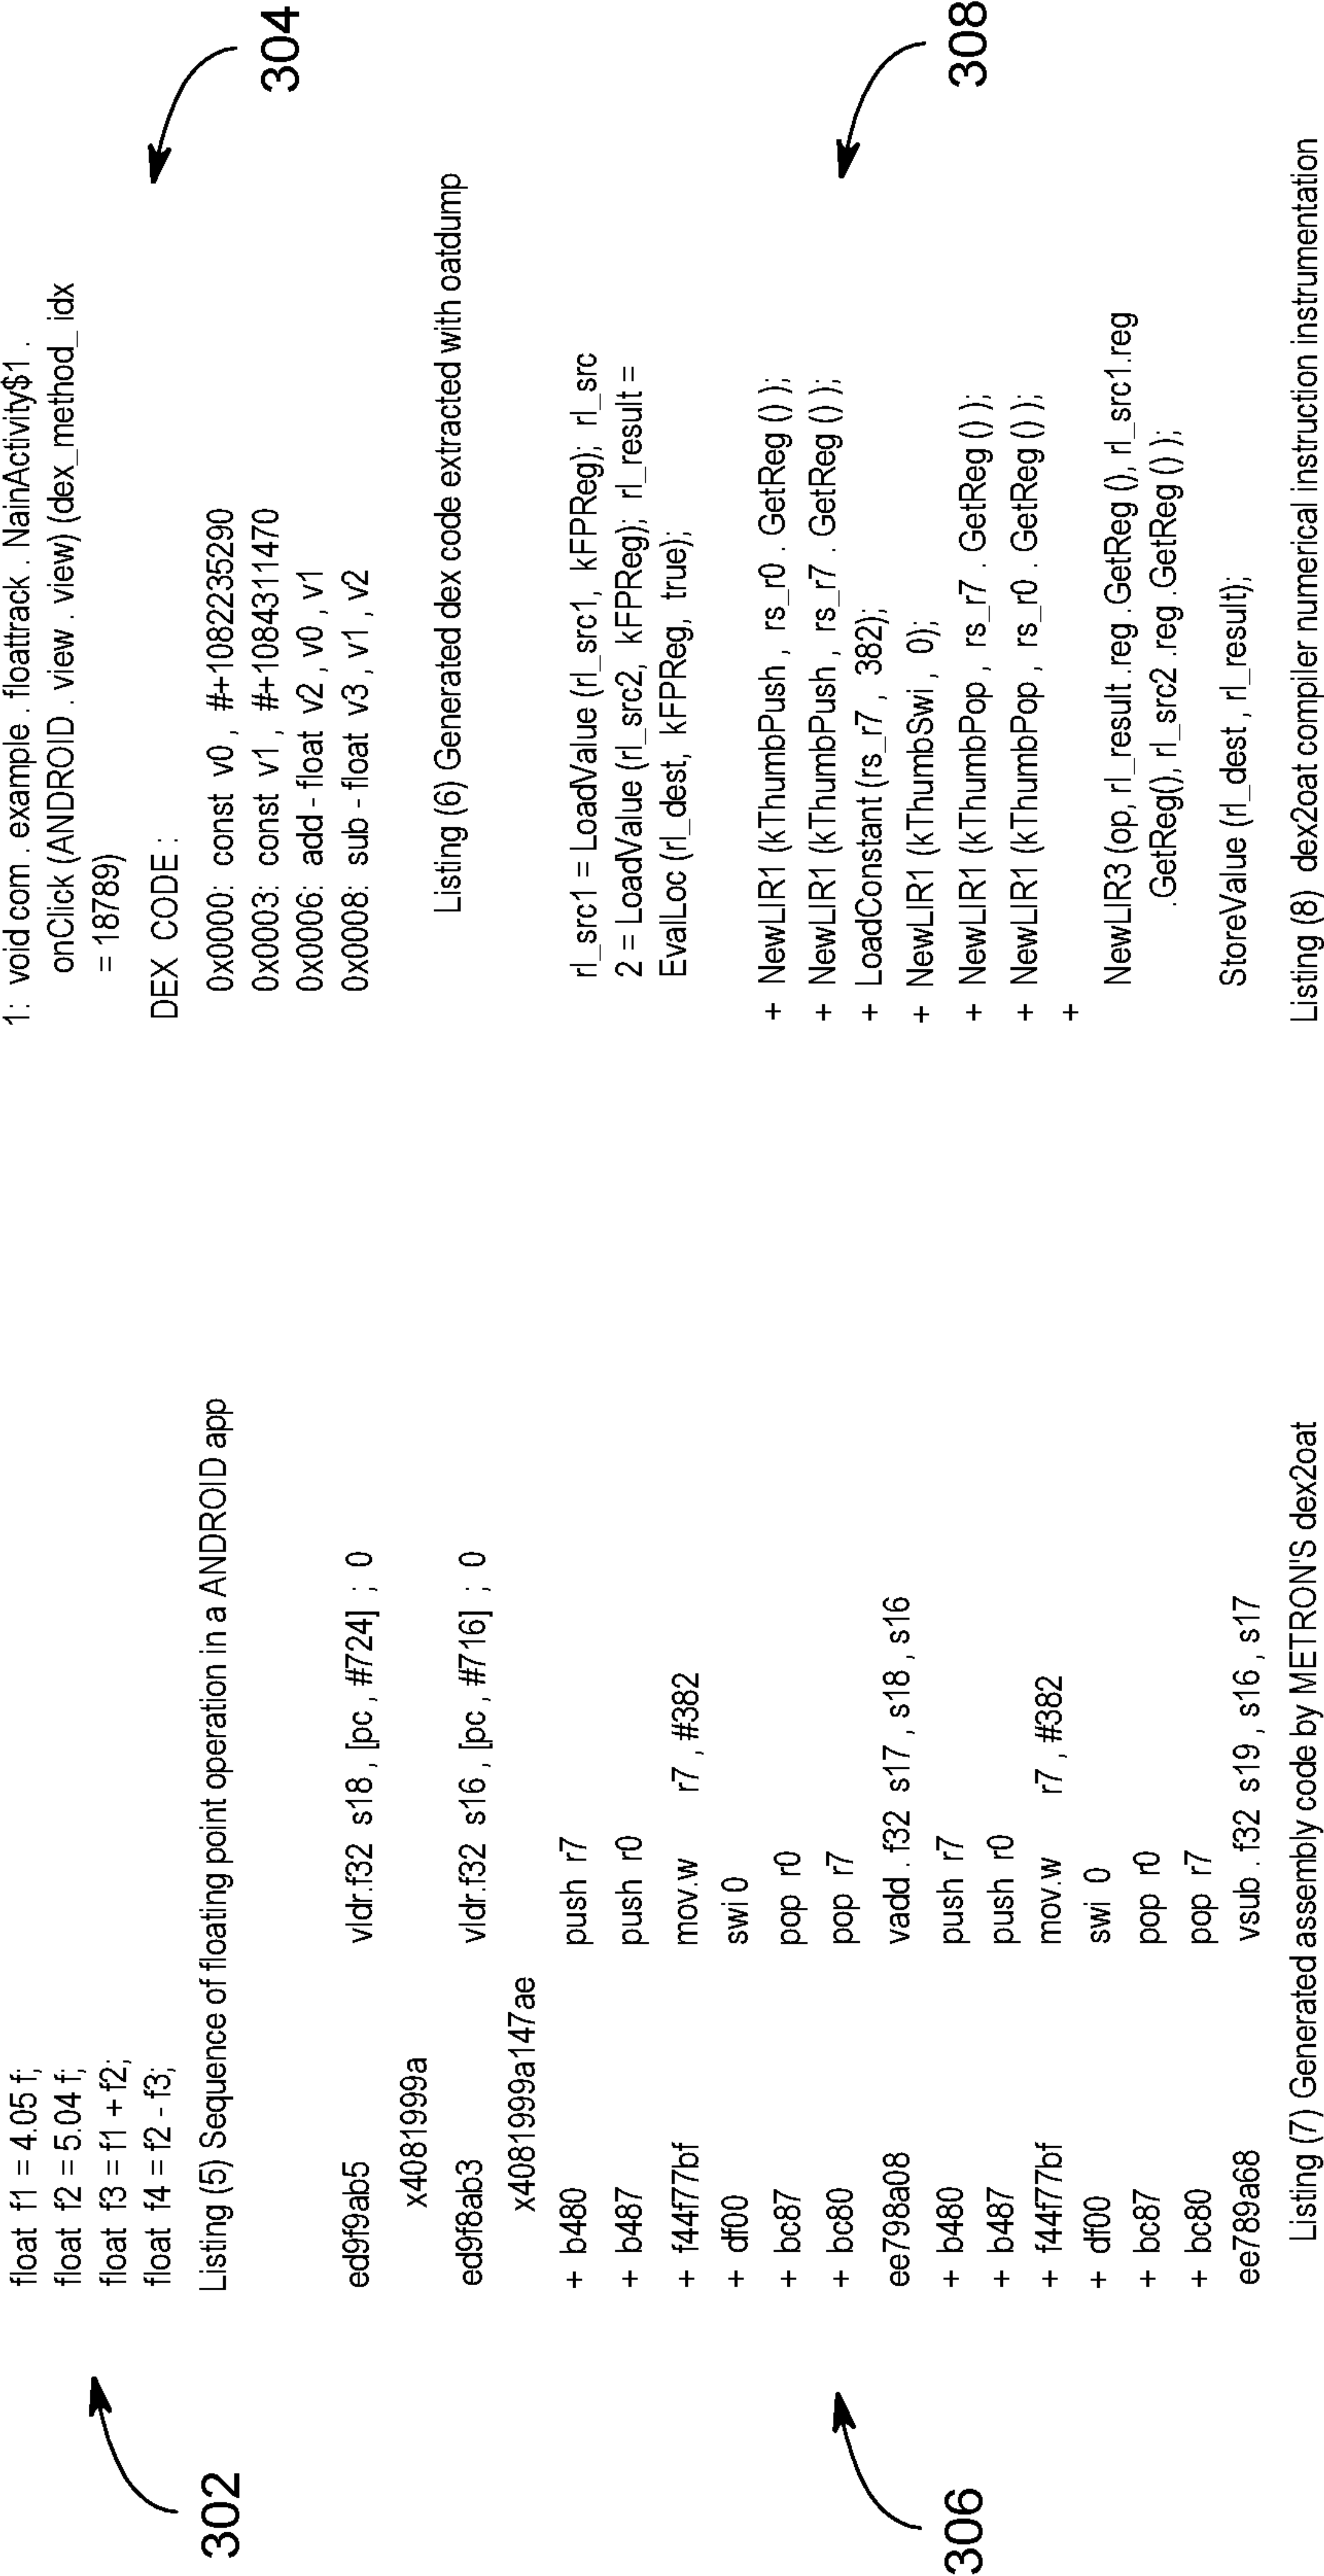 float f1 = 4.05 f;
float f2 = 5.04 f;
float f3 = f1 + f2;
float f4 = f2 - f3;
Listing (5) Sequence of floating point operation in a ANDROID app
302
1: void com . example . floattrack . NainActivity$1 .
onClick (ANDROID . view . view) (dex_method_ idx
= 18789)
DEX CODE :
0x0000: const v0 , #+1082235290
0x0003: const v1 , #+1084311470
0x0006: add - float v2 , v0 , v1
0x0008: sub - float v3 , v1 , v2
Listing (6) Generated dex code extracted with oatdump
304
ed9f9ab5 vldr.f32 s18 , [pc , #724] ; 0
x4081999a
ed9f8ab3 vldr.f32 s16 , [pc , #716] ; 0
x4081999a147ae
+ b480 push r7
+ b487 push r0
+ f44f77bf mov.w r7 , #382
+ df00 swi 0
+ bc87 pop r0
+ bc80 pop r7
ee798a08 vadd . f32 s17 , s18 , s16
+ b480 push r7
+ b487 push r0
+ f44f77bf mov.w r7 , #382
+ df00 swi 0
+ bc87 pop r0
+ bc80 pop r7
ee789a68 vsub . f32 s19 , s16 , s17
Listing (7) Generated assembly code by METRON'S dex2oat
306
rl_src1 = LoadValue (rl_src1, kFPReg); rl_src
2 = LoadValue (rl_src2, kFPReg); rl_result =
EvalLoc (rl_dest, kFPReg, true);
+ NewLIR1 (kThumbPush , rs_r0 . GetReg () );
+ NewLIR1 (kThumbPush , rs_r7 . GetReg () );
+ LoadConstant (rs_r7 , 382);
+ NewLIR1 (kThumbSwi , 0);
+ NewLIR1 (kThumbPop , rs_r7 . GetReg () );
+ NewLIR1 (kThumbPop , rs_r0 . GetReg () );
+
NewLIR3 (op, rl_result .reg .GetReg (), rl_src1.reg
.GetReg(), rl_src2 .reg .GetReg () );
StoreValue (rl_dest , rl_result);
Listing (8) dex2oat compiler numerical instruction instrumentation
308